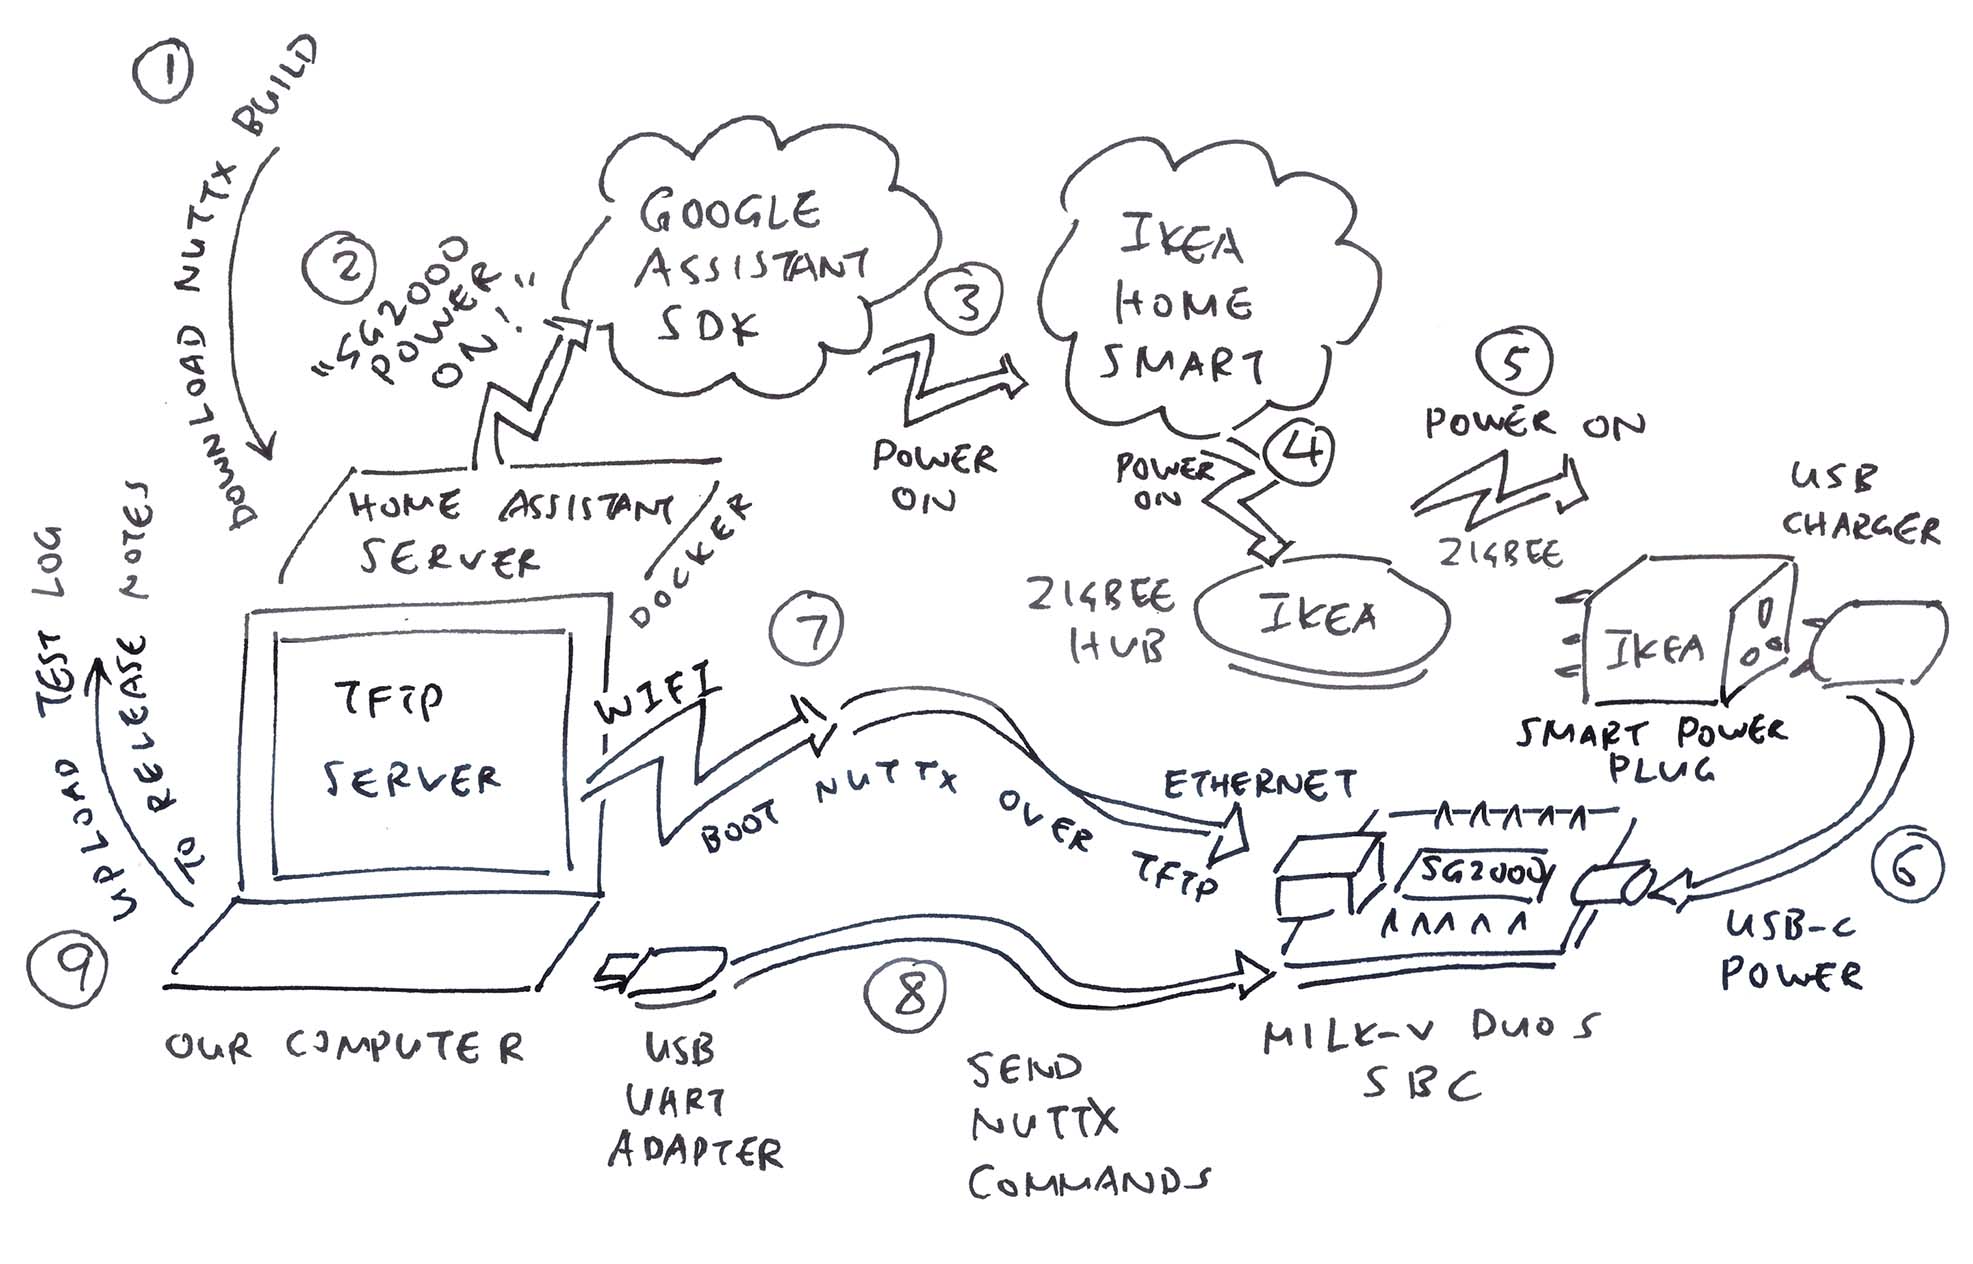 1
DOWNLOAD NUTTX BUILD
2
"SG2000
POWER
ON!"
GOOGLE
ASSISTANT
SDK
3
POWER
ON
IKEA
HOME
SMART
4
POWER
ON
5
POWER ON
ZIGBEE
USB
CHARGER
HOME ASSISTANT
SERVER
DOCKER
ZIGBEE
HUB
IKEA
IKEA
SMART POWER
PLUG
TFTP
SERVER
WIFI
7
BOOT NUTTX OVER TFTP
ETHERNET
SG2000
6
USB-C
POWER
UPLOAD TEST LOG
TO RELEASE NOTES
9
OUR COMPUTER
USB
UART
ADAPTER
8
SEND
NUTTX
COMMANDS
MILK-V DUO S
SBC